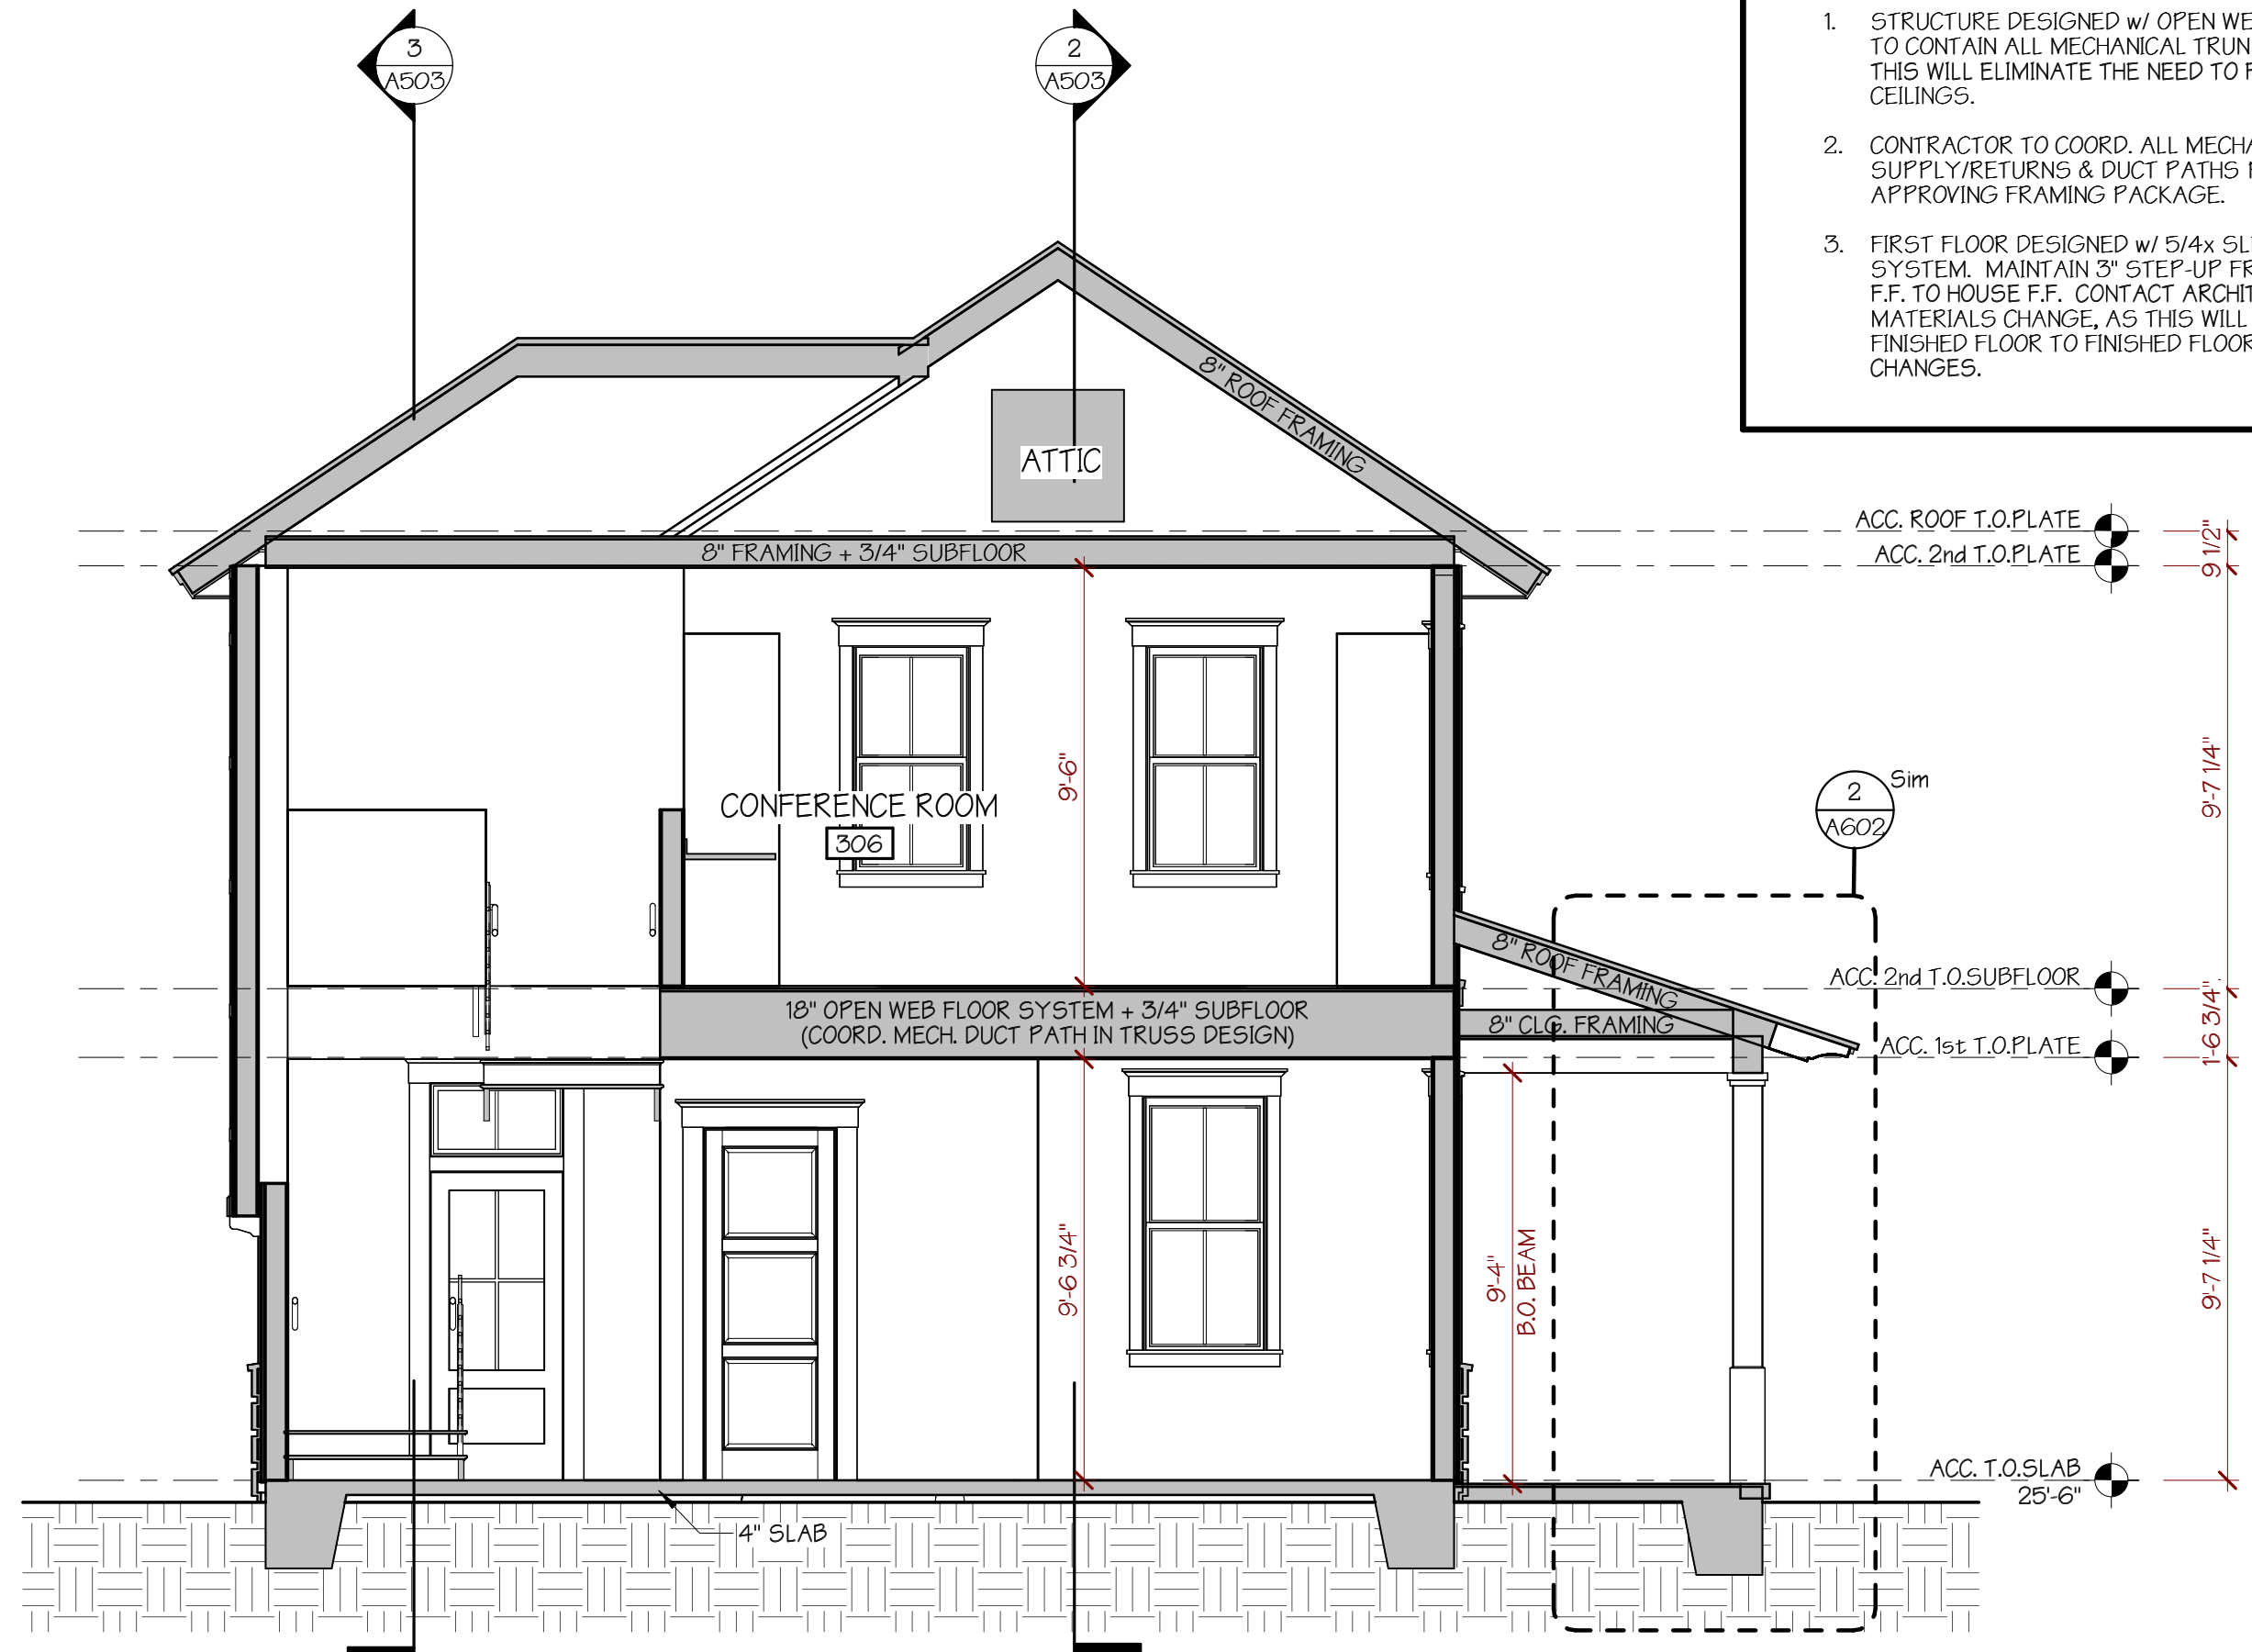 3
A503
2
A503
1. STRUCTURE DESIGNED w/ OPEN WE
TO CONTAIN ALL MECHANICAL TRUN
THIS WILL ELIMINATE THE NEED TO F
CEILINGS.
2. CONTRACTOR TO COORD. ALL MECHA
SUPPLY/RETURNS & DUCT PATHS
APPROVING FRAMING PACKAGE.
3. FIRST FLOOR DESIGNED w/ 5/4x SL
SYSTEM. MAINTAIN 3" STEP-UP FR
F.F. TO HOUSE F.F. CONTACT ARCHIT
MATERIALS CHANGE, AS THIS WILL
FINISHED FLOOR TO FINISHED FLOOR
CHANGES.
8" ROOF FRAMING
ATTIC
ACC. ROOF T.O.PLATE
9 1/2"
ACC. 2nd T.O.PLATE
8" FRAMING + 3/4" SUBFLOOR
9'-6"
9'-7 1/4"
CONFERENCE ROOM
306
2
A602
Sim
8" ROOF FRAMING
ACC. 2nd T.O.SUBFLOOR
18" OPEN WEB FLOOR SYSTEM + 3/4" SUBFLOOR
(COORD. MECH. DUCT PATH IN TRUSS DESIGN)
8" CLG. FRAMING
1'-6 3/4"
ACC. 1st T.O.PLATE
9'-6 3/4"
9'-4"
B.O. BEAM
9'-7 1/4"
ACC. T.O.SLAB
25'-6"
4" SLAB